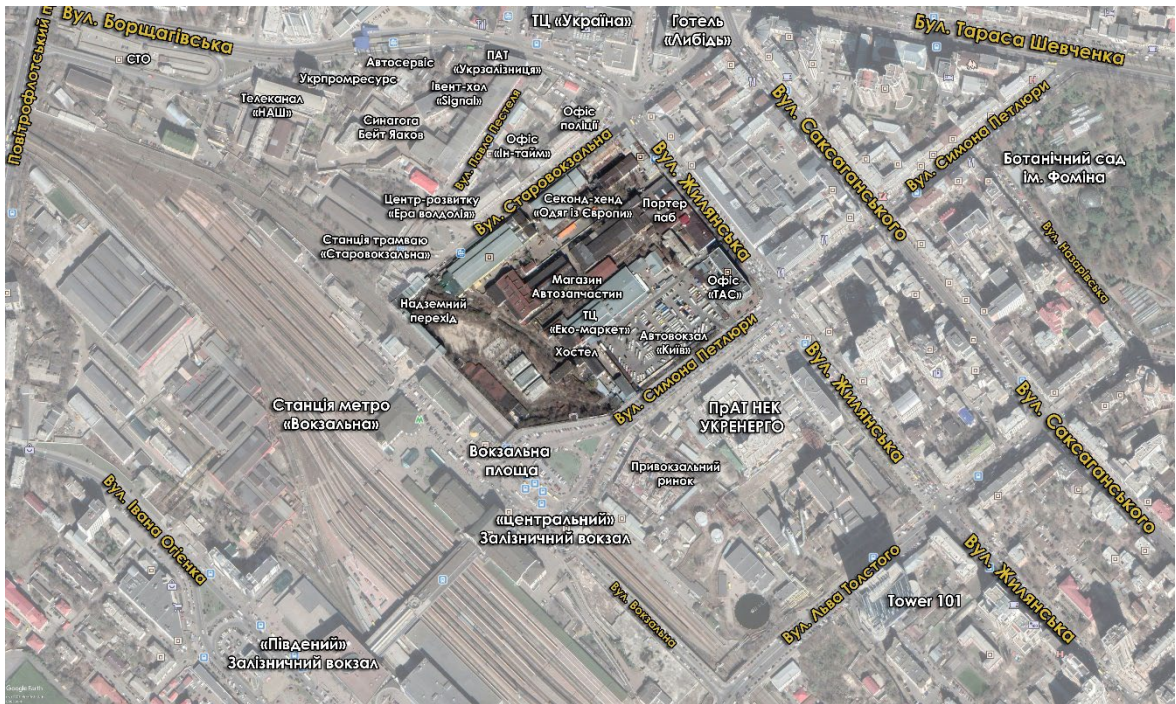 ТЦ «Україна»
Готель
«Либідь»
Вул. Борщагівська
Бул. Тараса Шевченка
СТО
Автосервіс
ПАТ
«Укрзалізниця»
Укрпромресурс
Івент-хол
«Signal»
Телеканал
«НАШ»
Синагога
Бейт Яаков
Вул. Павла Пестеля
Офіс
поліції
Офіс
«Ін-тайм»
Повітрофлотський п
Вул. Саксаганського
Вул. Симона Петлюри
Ботанічний сад
ім. Фоміна
Вул. Старовокзальна
Вул. Жилянська
Центр-розвитку
«Ера волдолія»
Секонд-хенд
«Одяг із Європи»
Портер
паб
Станція трамваю
«Старовокзальна»
Вул. Назарівська
Надземний
перехід
Магазин
Автозапчастин
Офіс
«ТАС»
ТЦ
«Еко-маркет»
Автовокзал
«Київ»
Хостел
Вул. Симона Петлюри
Вул. Жилянська
Вул. Саксаганського
Станція метро
«Вокзальна»
ПрАТ НЕК
УКРЕНЕРГО
Вокзальна
площа
Привокзальний
ринок
Вул. Івана Огієнка
«Центральний»
Залізничний вокзал
Вул. Вокзальна
Вул. Льва Толстого
Tower 101
Вул. Жилянська
«Південий»
Залізничний вокзал
Google Earth